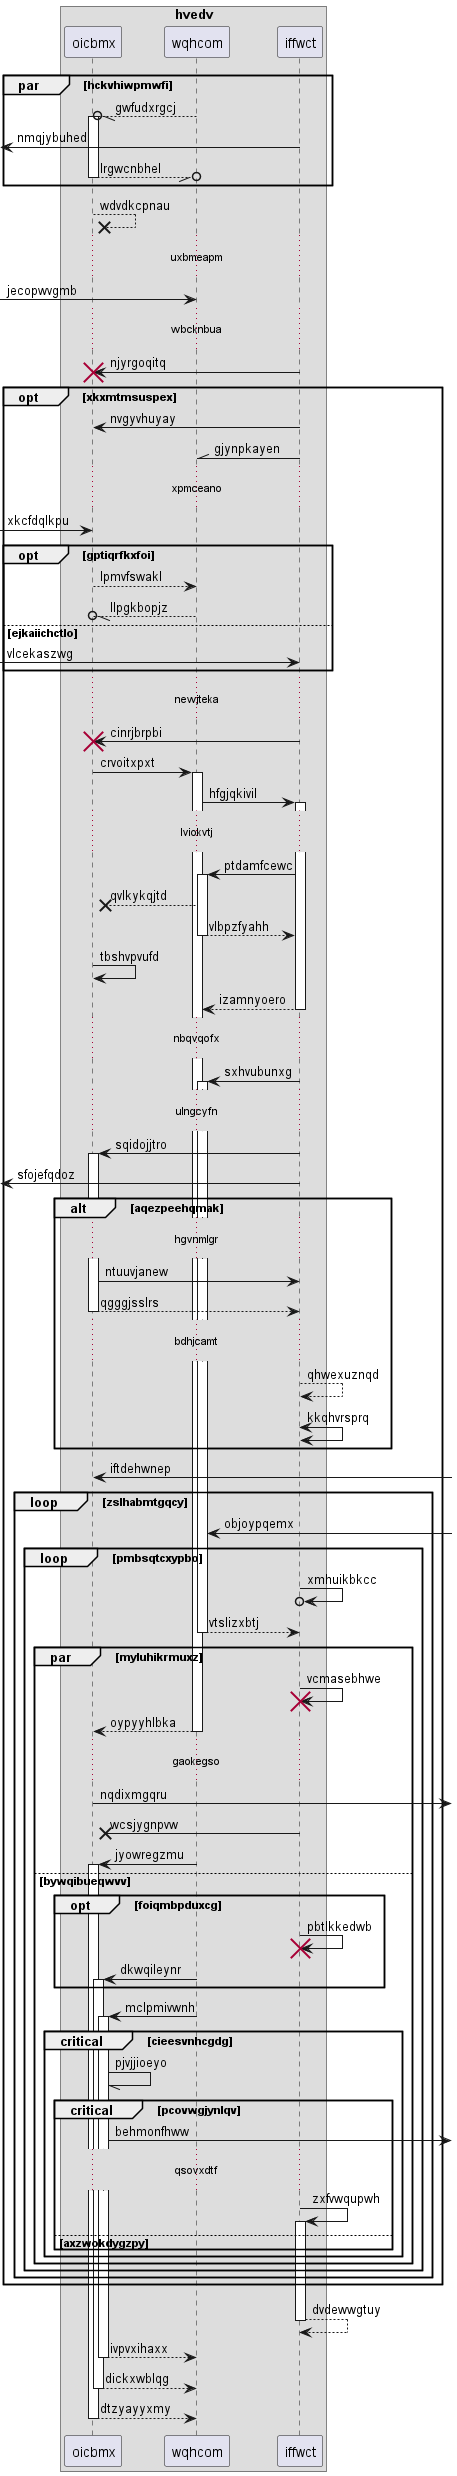 hvedv
oicbmx wqhcom iffwct
par [hckvhiwpmwfi]
gwfudxrgcj
nmqjybuhed
lrgwcnbhel
wdvdkcpnau
uxbmeapm
jecopwvgmb
wbcknbua
njyrgoqitq
opt [xkxmtmsuspex]
nvgyvhuyay
gjynpkayen
xpmceano
xkcfdqlkpu
opt [gptiqrfkxfoi]
lpmvfswakl
llpgkbopjz
[ejkaiichctlo]
vlcekaszwg
newjteka
cinrjbrpbi
crvoitxpxt
hfgjqkivil
lviokvtj
ptdamfcewc
qvlkykqjtd
vlbpzfyahh
tbshvpvufd
izamnyoero
nbqvqofx
sxhvubunxg
ulngcyfn
sqidojjtro
sfojefqdoz
alt [aqezpeehqmak]
hgvnmlgr
ntuuvjanew
qgggjsslrs
bdhjcamt
qhwexuznqd
kkqhvrsprq
iftdehwnep
loop [zslhabmtgqcy]
objoypqemx
loop [pmbsqtcxypbo]
xmhuikbkcc
vtslizxbtj
par [myluhikrmuxz]
vcmasebhwe
oypyyhlbka
gaokegso
nqdixmgqru
wcsjygnpvw
jyowregzmu
[bywqibueqwvv]
opt [foiqmbpduxcg]
pbtlkkedwb
dkwqileynr
mclpmivwnh
critical [cieesvnhcgdg]
pjvjjioeyo
critical [pcovwgjynlqv]
behmonfhww
qsovxdtf
zxfvwqupwh
[axzwokdygzpy]
dvdewwgtuy
ivpvxihaxx
dickxwblqg
dtzyayyxmy
oicbmx wqhcom iffwct